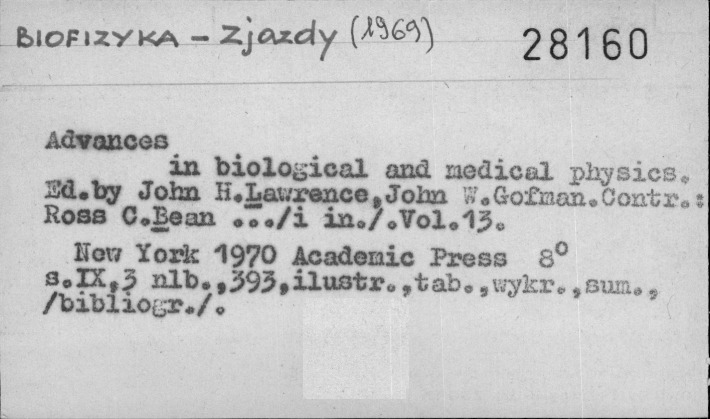 BIOFIZYKA – Zjazdy (1969) 28160
Advances
in biological and medical physics.
Ed.by John H.Lawrence,John W.Gofman.Contr.:
Ross C.Bean .../i in./.Vol.13.
New York 1970 Academic Press 8°
s.IX,3 nlb.,393,ilustr.,tab.,wykr.,sum.,
/bibliogr./.